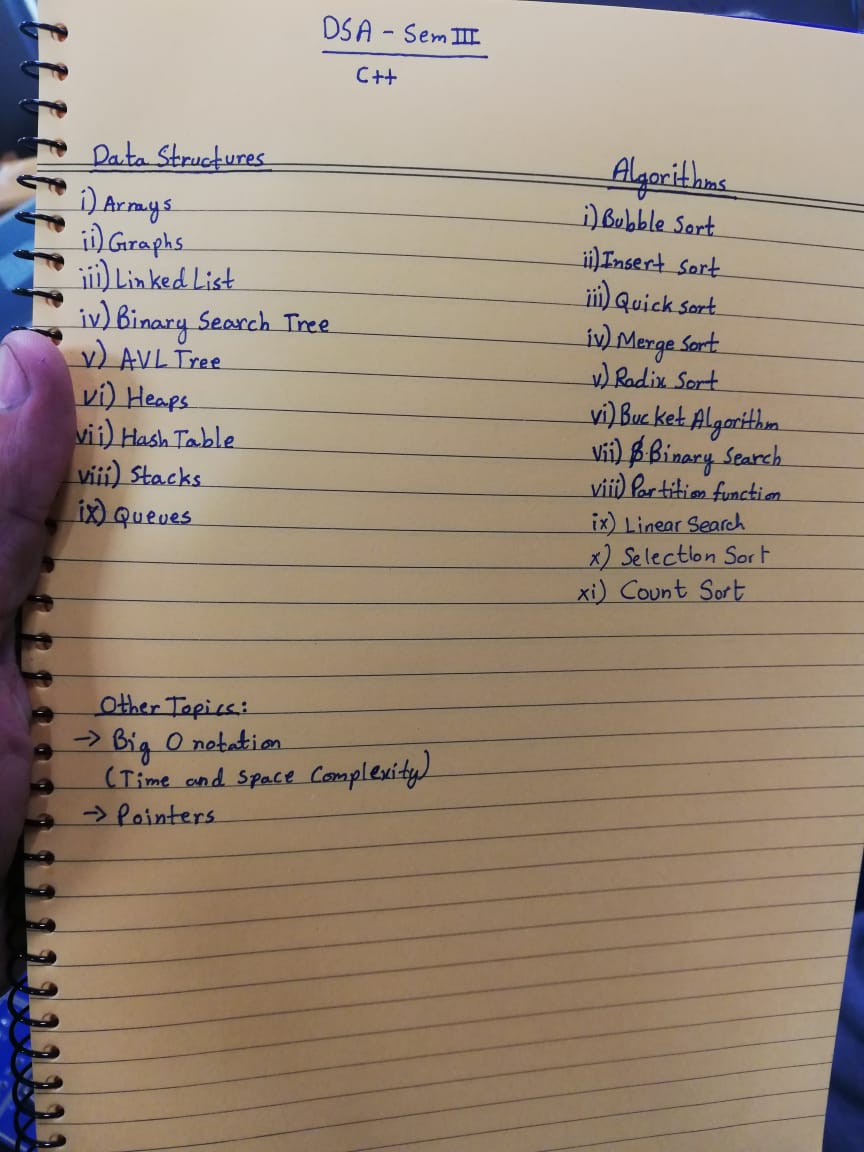 DSA - Sem III
C++
Data Structures
i) Arrays
ii) Graphs
iii) Linked List
iv) Binary Search Tree
v) AVL Tree
vi) Heaps
vii) Hash Table
viii) Stacks
ix) Queues
Algorithms
i) Bubble Sort
ii) Insert sort
iii) Quick sort
iv) Merge Sort
v) Radix Sort
vi) Bucket Algorithm
vii) Binary Search
viii) Partition function
ix) Linear Search
x) Selection Sort
xi) Count Sort
Other Topics:
→ Big O notation
(Time and space Complexity)
→ Pointers